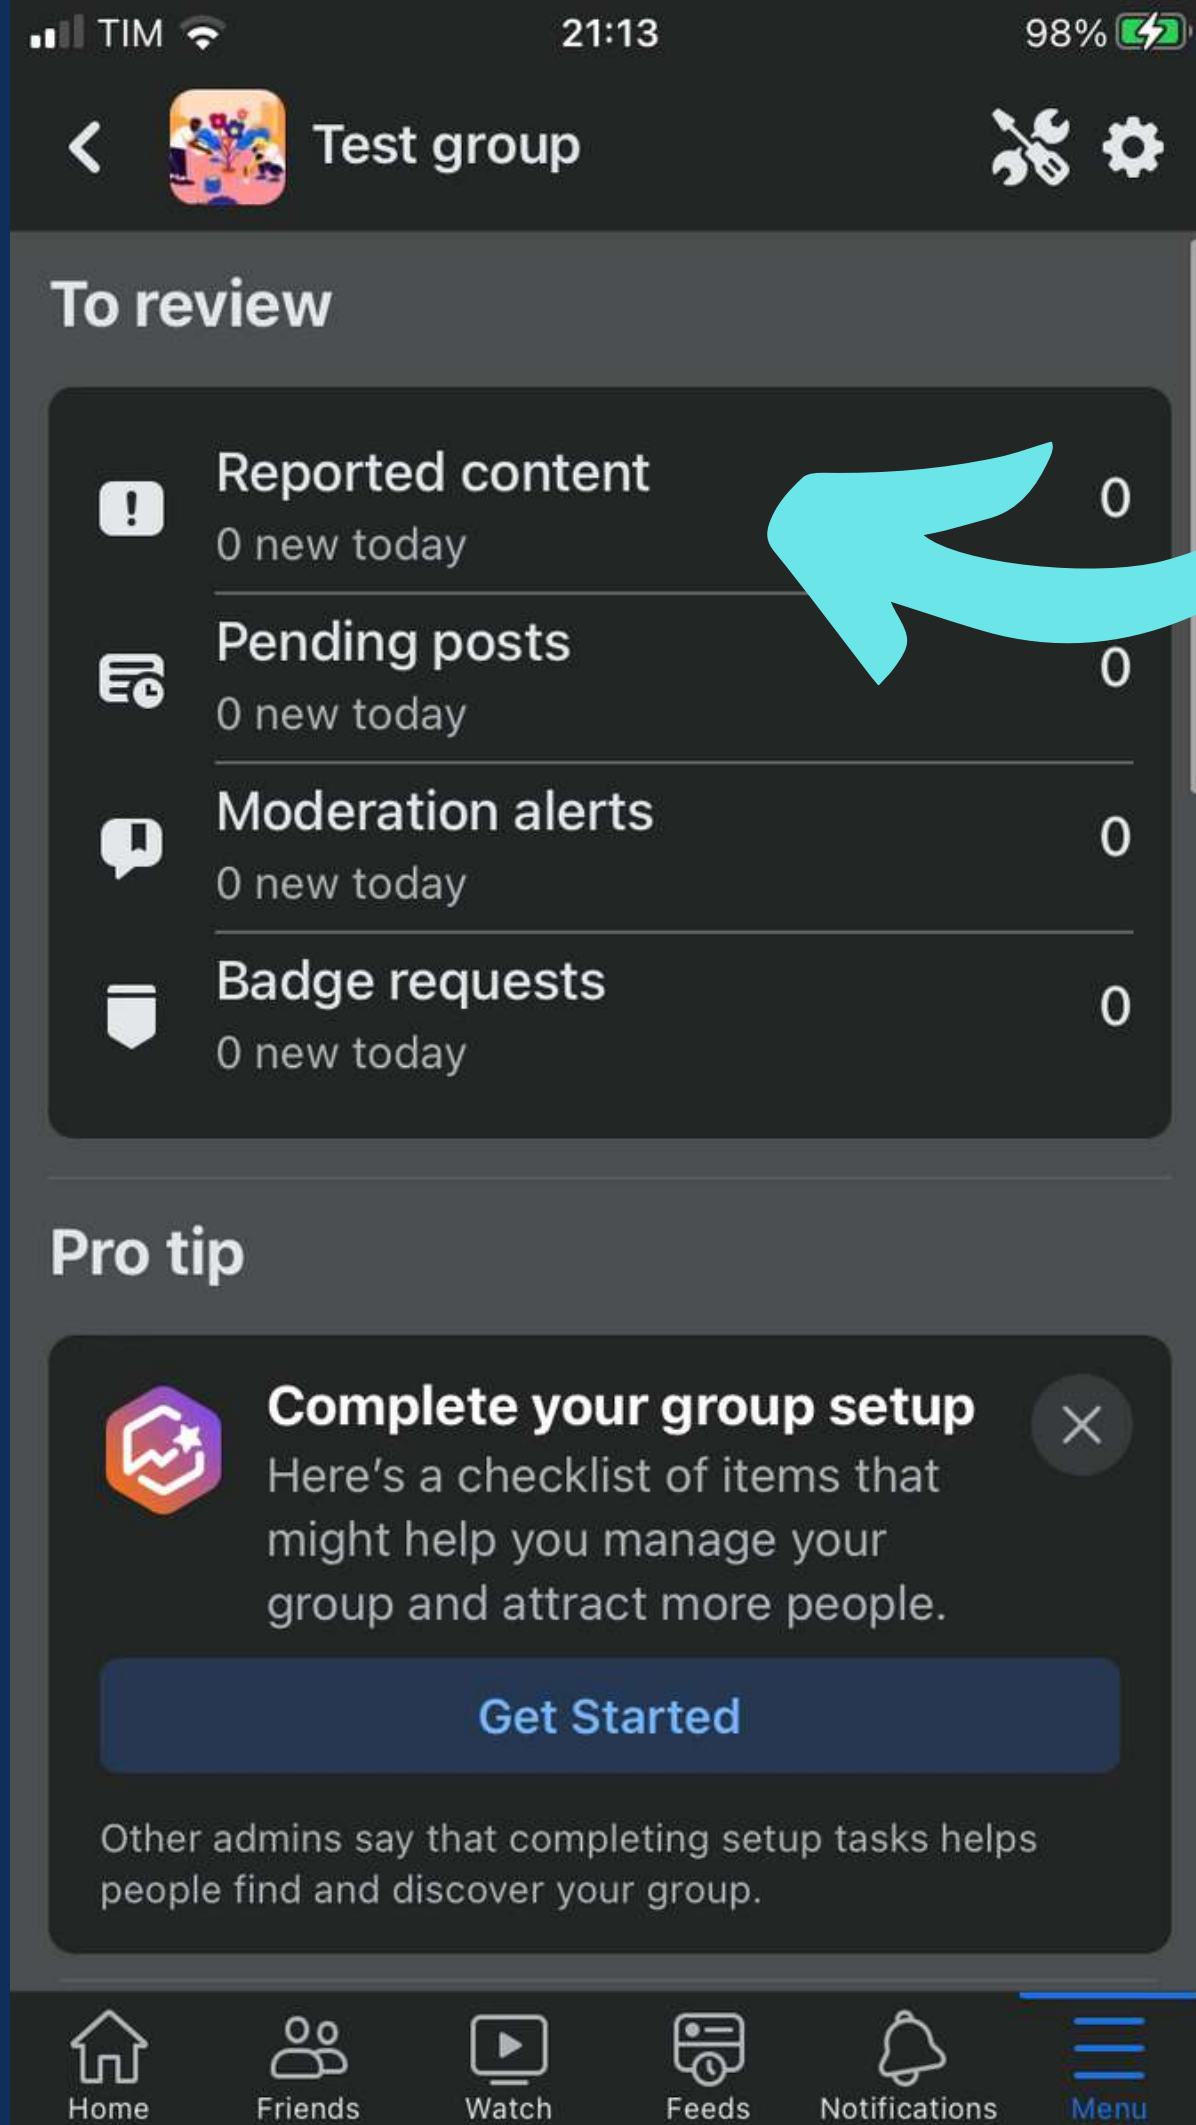 TIM 21:13 98%
Test group
To review
Reported content 0
0 new today
Pending posts 0
0 new today
Moderation alerts 0
0 new today
Badge requests 0
0 new today
Pro tip
Complete your group setup
Here's a checklist of items that
might help you manage your
group and attract more people.
Get Started
Other admins say that completing setup tasks helps
people find and discover your group.
Home Friends Watch Feeds Notifications Menu